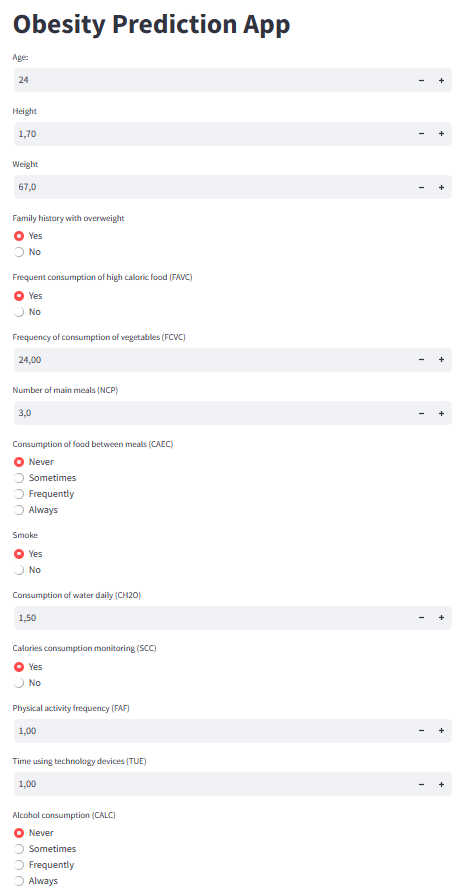 Obesity Prediction App
Age:
24 − +
Height
1,70 − +
Weight
67,0 − +
Family history with overweight
Yes
No
Frequent consumption of high caloric food (FAVC)
Yes
No
Frequency of consumption of vegetables (FCVC)
24,00 − +
Number of main meals (NCP)
3,0 − +
Consumption of food between meals (CAEC)
Never
Sometimes
Frequently
Always
Smoke
Yes
No
Consumption of water daily (CH2O)
1,50 − +
Calories consumption monitoring (SCC)
Yes
No
Physical activity frequency (FAF)
1,00 − +
Time using technology devices (TUE)
1,00 − +
Alcohol consumption (CALC)
Never
Sometimes
Frequently
Always